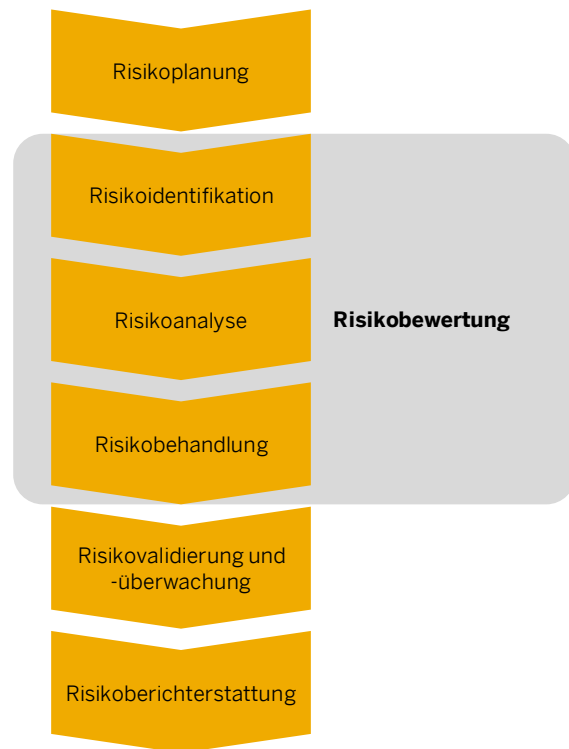 Risikoplanung
Risikoidentifikation
Risikoanalyse
Risikobewertung
Risikobehandlung
Risikovalidierung und
-überwachung
Risikoberichterstattung